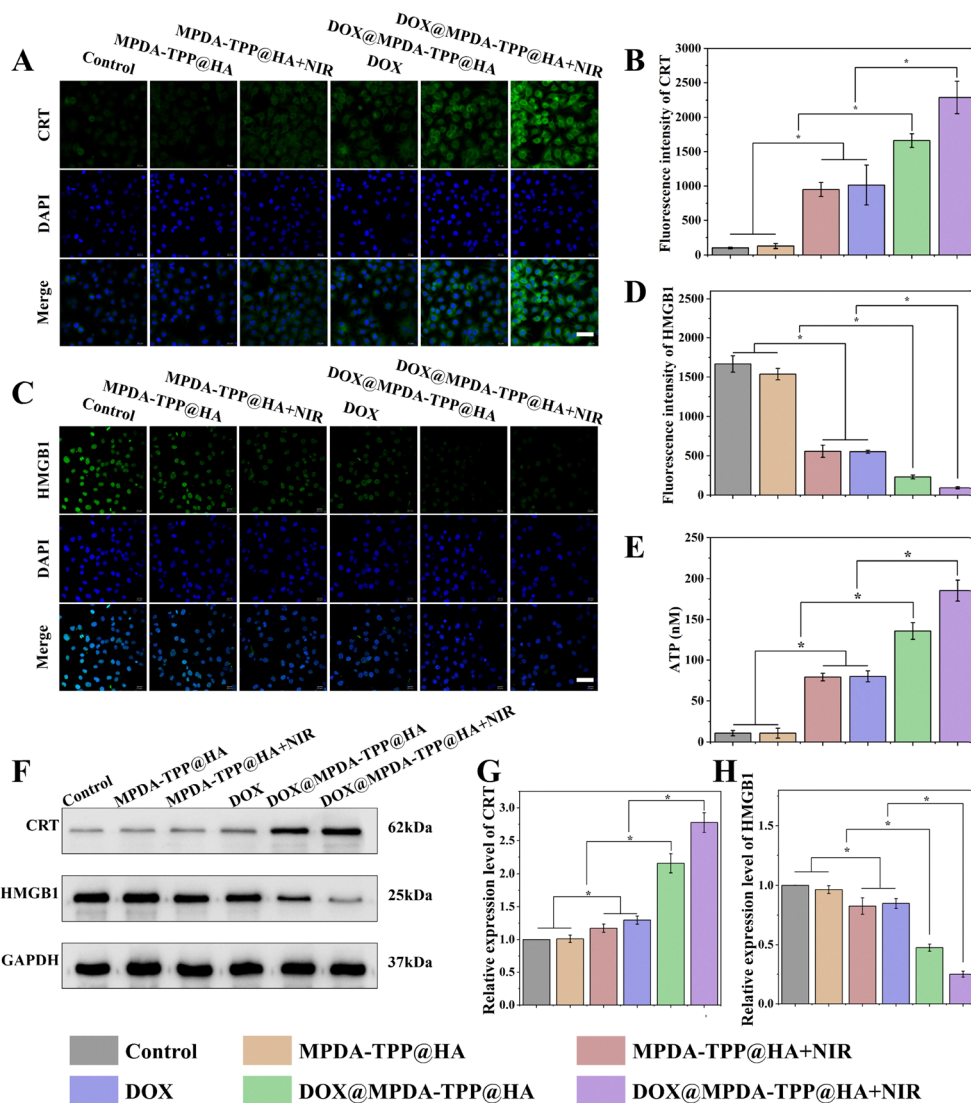 A
Control
MPDA-TPP@HA
MPDA-TPP@HA+NIR
DOX
DOX@MPDA-TPP@HA
DOX@MPDA-TPP@HA+NIR
CRT
DAPI
Merge
B
Fluorescence intensity of CRT
3000
2500
2000
1500
1000
500
0
*
*
*
C
Control
MPDA-TPP@HA
MPDA-TPP@HA+NIR
DOX
DOX@MPDA-TPP@HA
DOX@MPDA-TPP@HA+NIR
HMGB1
DAPI
Merge
D
Fluorescence intensity of HMGB1
2500
2000
1500
1000
500
0
*
*
*
E
ATP (nM)
250
200
150
100
50
0
*
*
*
F
Control
MPDA-TPP@HA
MPDA-TPP@HA+NIR
DOX
DOX@MPDA-TPP@HA
DOX@MPDA-TPP@HA+NIR
CRT 62kDa
HMGB1 25kDa
GAPDH 37kDa
G
Relative expression level of CRT
3.0
2.5
2.0
1.5
1.0
0.5
0.0
*
*
*
H
Relative expression level of HMGB1
1.5
1.0
0.5
0.0
*
*
*
Control MPDA-TPP@HA MPDA-TPP@HA+NIR
DOX DOX@MPDA-TPP@HA DOX@MPDA-TPP@HA+NIR